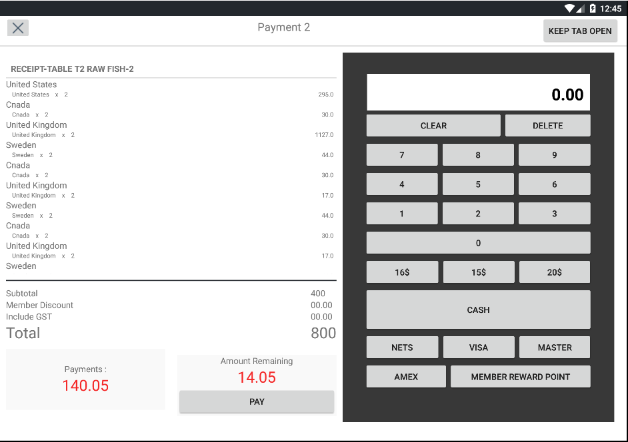 12:45
Payment 2
KEEP TAB OPEN
RECEIPT-TABLE T2 RAW FISH-2
United States
United States x 2 295.0
Cnada
Cnada x 2 30.0
United Kingdom
United Kingdom x 2 1127.0
Sweden
Sweden x 2 44.0
Cnada
Cnada x 2 30.0
United Kingdom
United Kingdom x 2 17.0
Sweden
Sweden x 2 44.0
Cnada
Cnada x 2 30.0
United Kingdom
United Kingdom x 2 17.0
Sweden
Subtotal 400
Member Discount 00.00
Include GST 00.00
Total 800
Payments :
140.05
Amount Remaining
14.05
PAY
0.00
CLEAR DELETE
7 8 9
4 5 6
1 2 3
0
16$ 15$ 20$
CASH
NETS VISA MASTER
AMEX MEMBER REWARD POINT